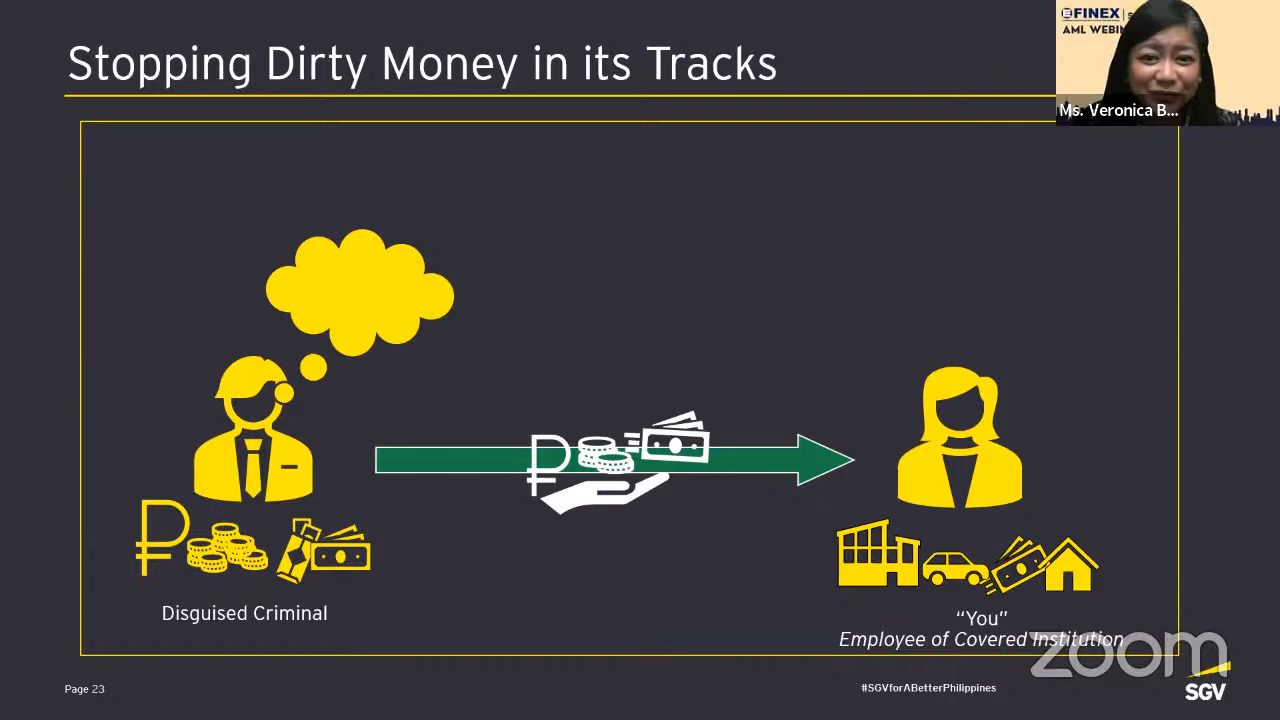 Stopping Dirty Money in its Tracks
FINEX
AML WEBIN
Ms. Veronica B...
Disguised Criminal
“You”
Employee of Covered Institution
zoom
Page 23
#SGVforABetterPhilippines
SGV